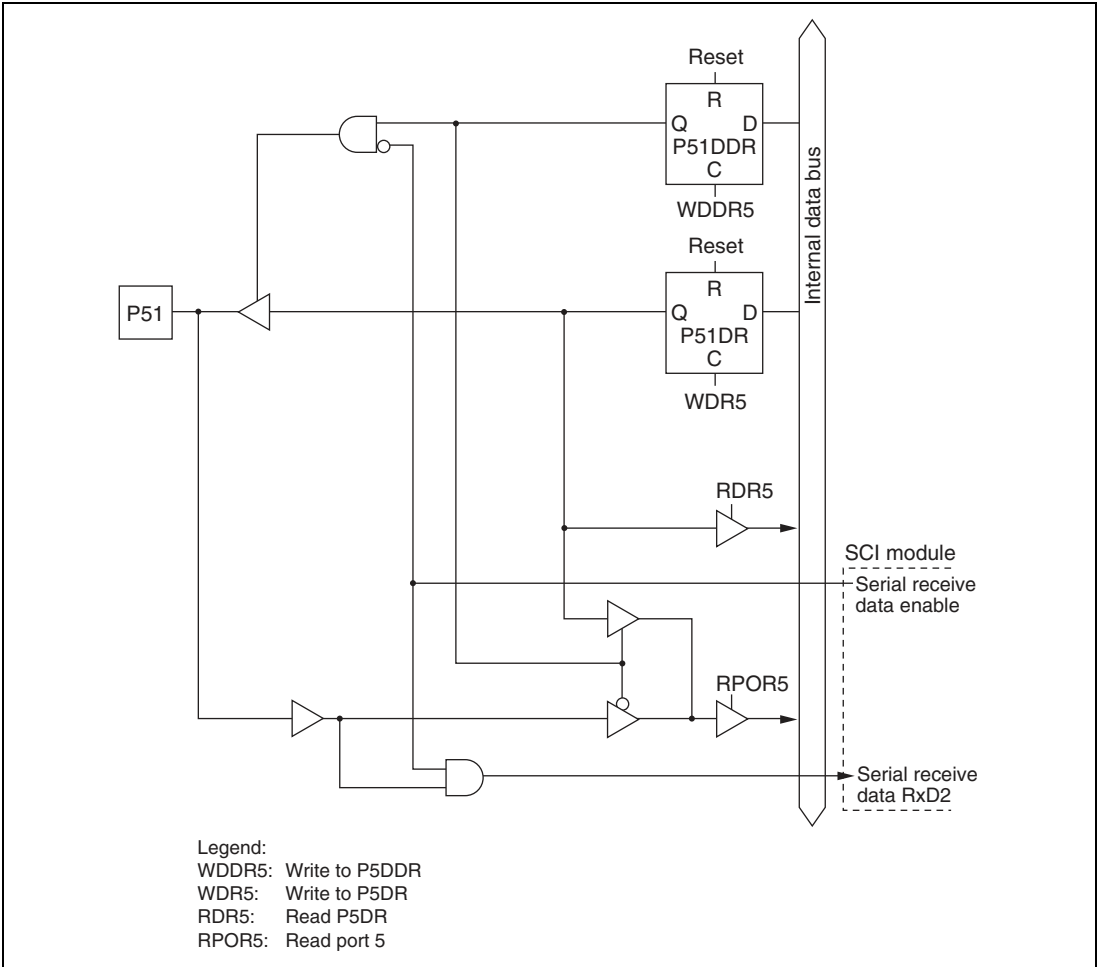 Reset
R
Q D
P51DDR
C
WDDR5
Reset
R
Q D
P51DR
C
WDR5
Internal data bus
P51
RDR5
SCI module
Serial receive
data enable
RPOR5
Serial receive
data RxD2
Legend:
WDDR5: Write to P5DDR
WDR5: Write to P5DR
RDR5: Read P5DR
RPOR5: Read port 5